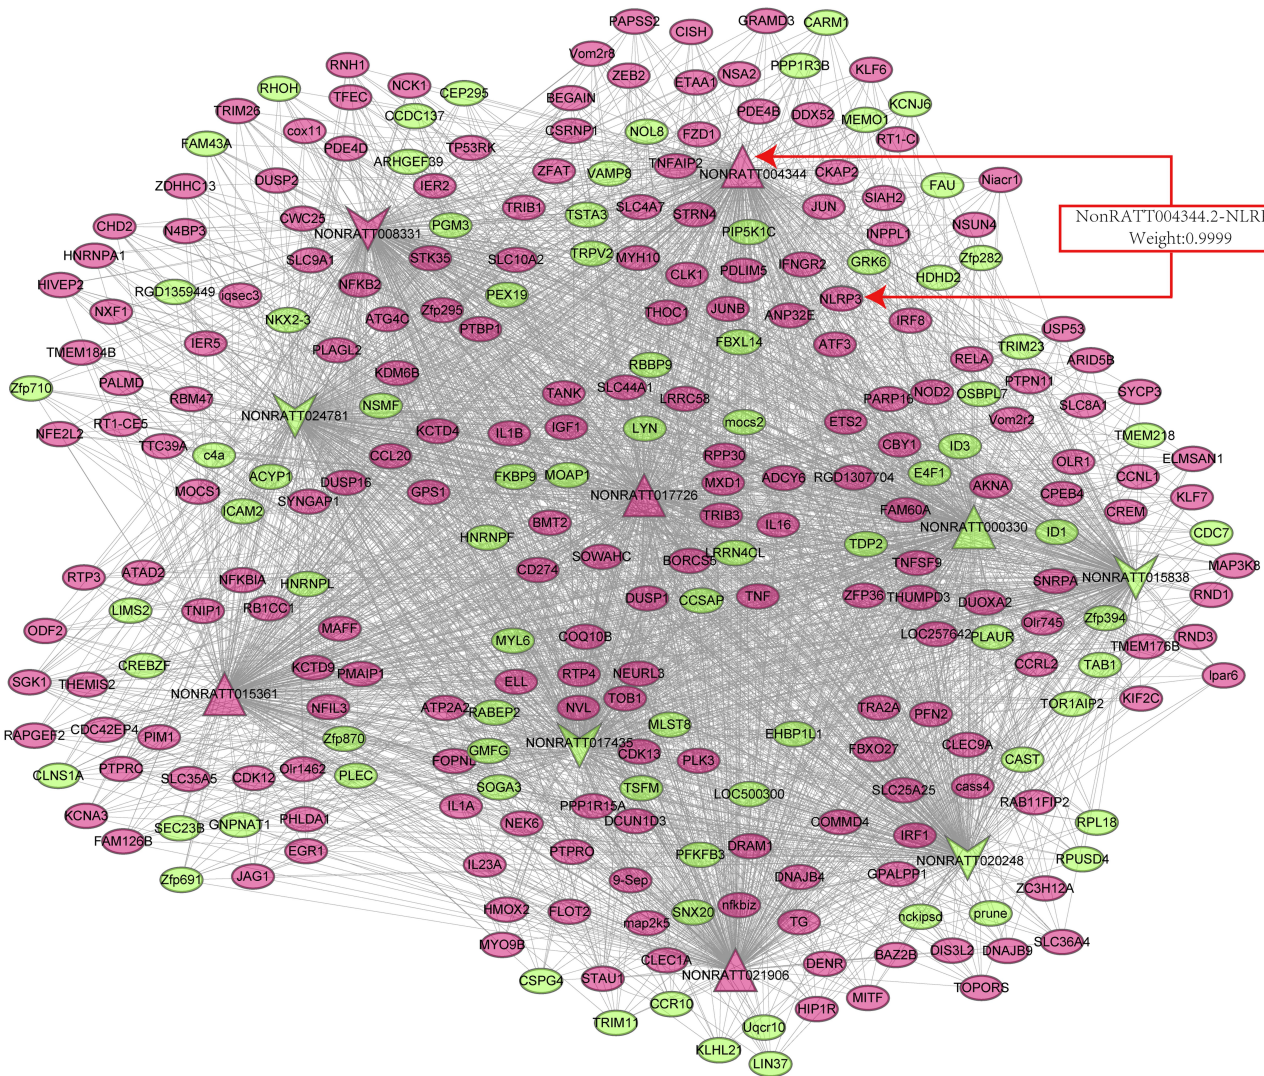 PAPSS2
CISH
GRAMD3
CARM1
Vom2r8
ZEB2
ETAA1
NSA2
PPP1R3B
KLF6
RNH1
NCK1
CEP295
RHOH
TFEC
BEGAIN
PDE4B
DDX52
MEMO1
KCNJ6
TRIM26
cox11
CCDC137
CSRNP1
NOL8
FZD1
RT1-CI
FAM43A
PDE4D
ARHGEF39
TP53RK
ZFAT
VAMP8
TNFAIP2
NONRATT004344
CKAP2
ZDHHC13
DUSP2
IER2
TRIB1
TSTA3
SLC4A7
STRN4
JUN
SIAH2
FAU
Niacr1
CHD2
N4BP3
CWC25
NONRATT008331
PGM3
PIP5K1C
INPPL1
NSUN4
NonRATT004344.2-NLRP
Weight:0.9999
HNRNPA1
SLC9A1
STK35
SLC10A2
TRPV2
MYH10
CLK1
PDLIM5
IFNGR2
GRK6
HDHD2
Zfp282
HIVEP2
RGD1359449
iqsec3
NFKB2
PEX19
NLRP3
NXF1
NKX2-3
ATG4C
Zfp295
PTBP1
THOC1
JUNB
ANP32E
IRF8
USP53
TMEM184B
IER5
PLAGL2
FBXL14
ATF3
TRIM23
ARID5B
Zfp710
PALMD
RBM47
KDM6B
RBBP9
RELA
PTPN11
SYCP3
NONRATT024781
NSMF
TANK
SLC44A1
LRRC58
PARP16
NOD2
OSBPL7
SLC8A1
NFE2L2
RT1-CE5
TTC39A
KCTD4
IL1B
IGF1
LYN
mocs2
ETS2
Vom2r2
TMEM218
c4a
CCL20
CBY1
ID3
ELMSAN1
ACYP1
DUSP16
FKBP9
MOAP1
RPP30
E4F1
OLR1
CCNL1
MOCS1
SYNGAP1
GPS1
NONRATT017726
MXD1
ADCY6
RGD1307704
AKNA
CPEB4
KLF7
ICAM2
BMT2
TRIB3
IL16
FAM60A
NONRATT000330
CREM
HNRNPF
TDP2
ID1
CDC7
RTP3
ATAD2
NFKBIA
HNRNPL
CD274
SOWAHC
BORCS5
LRRN4CL
TNFSF9
SNRPA
NONRATT015838
MAP3K8
LIMS2
TNIP1
RB1CC1
DUSP1
CCSAP
TNF
ZFP36
THUMPD3
DUOXA2
RND1
ODF2
MAFF
MYL6
COQ10B
LOC257642
PLAUR
Olr745
Zfp394
RND3
CREBZF
KCTD9
PMAIP1
ELL
RTP4
NEURL3
CCRL2
TMEM176B
TAB1
lpar6
SGK1
THEMIS2
NONRATT015361
NFIL3
ATP2A2
RABEP2
NVL
TOB1
TRA2A
PFN2
TOR1AIP2
KIF2C
RAPGEF2
CDC42EP4
PIM1
Zfp870
NONRATT017435
MLST8
EHBP1L1
FBXO27
CLEC9A
CLNS1A
PTPRC
SLC35A5
CDK12
Olr1462
PLEC
FOPNL
GMFG
CDK13
PLK3
CAST
KCNA3
SOGA3
TSFM
LOC500300
SLC25A25
cass4
RAB11FIP2
FAM126B
SEC23B
GNPNAT1
PHLDA1
IL1A
NEK6
PPP1R15A
DCUN1D3
COMMD4
IRF1
RPL18
Zfp691
JAG1
EGR1
IL23A
PTPRO
PFKFB3
DRAM1
NONRATT020248
RPUSD4
9-Sep
DNAJB4
GPALPP1
ZC3H12A
HMOX2
FLOT2
map2k5
SNX20
nfkbiz
TG
nckipsd
prune
MYO9B
SLC36A4
CSPG4
STAU1
CLEC1A
NONRATT021906
DENR
BAZ2B
DIS3L2
DNAJB9
TRIM11
CCR10
Uqcr10
HIP1R
MITF
TOPORS
KLHL21
LIN37